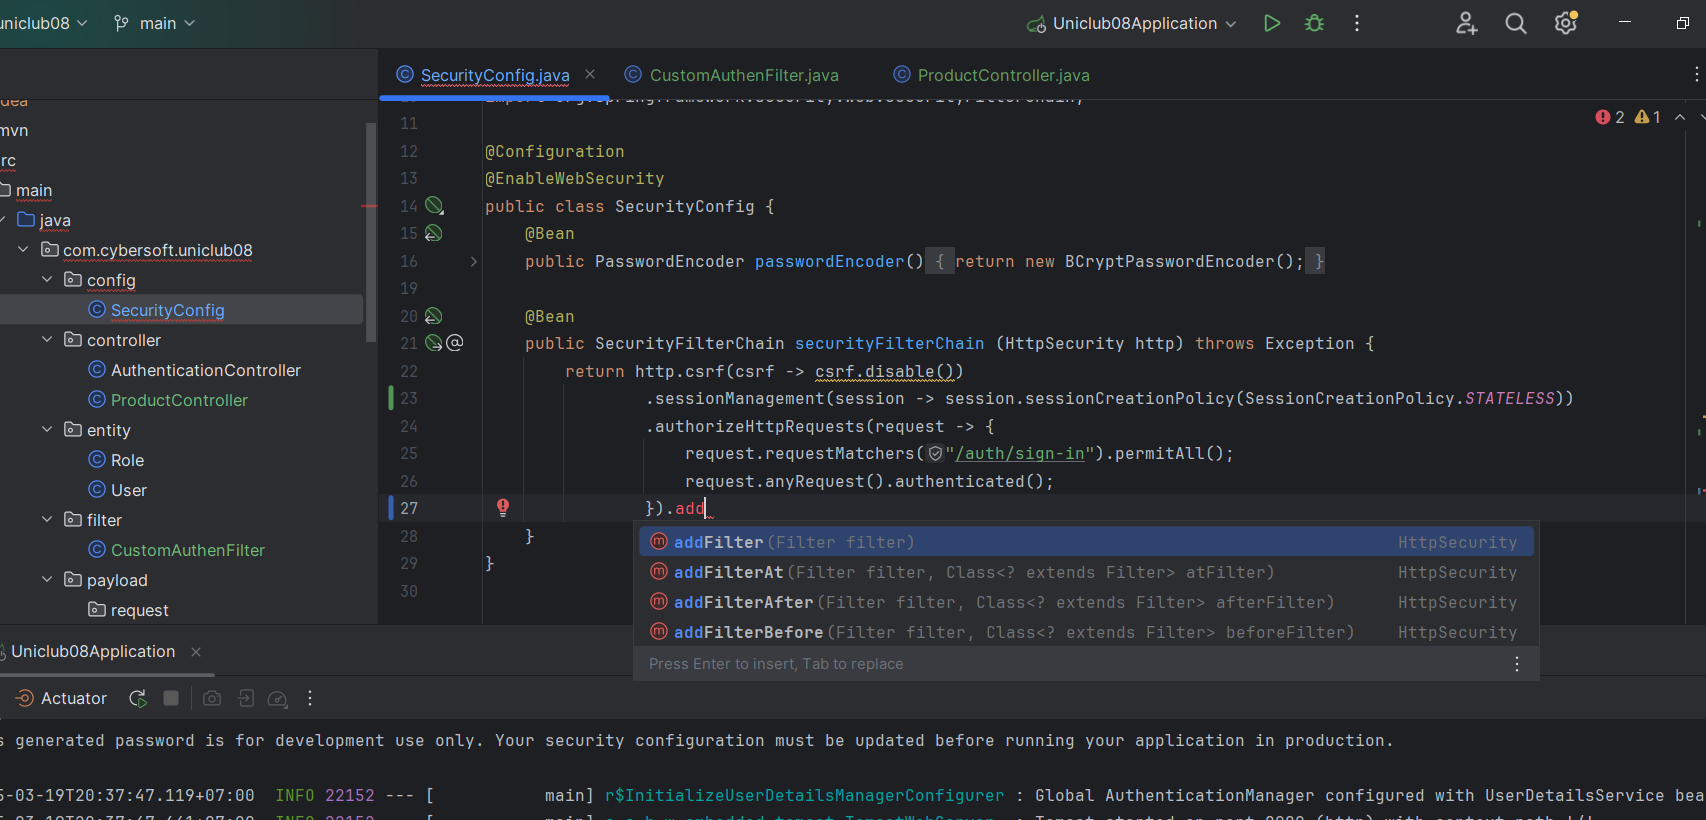 uniclub08
main
Uniclub08Application
SecurityConfig.java
CustomAuthenFilter.java
ProductController.java
2
1
mvn
main
java
com.cybersoft.uniclub08
config
SecurityConfig
controller
AuthenticationController
ProductController
entity
Role
User
filter
CustomAuthenFilter
payload
request
11
12 @Configuration
13 @EnableWebSecurity
14 public class SecurityConfig {
15 @Bean
16 public PasswordEncoder passwordEncoder() { return new BCryptPasswordEncoder(); }
19
20 @Bean
21 public SecurityFilterChain securityFilterChain (HttpSecurity http) throws Exception {
22 return http.csrf(csrf -> csrf.disable())
23 .sessionManagement(session -> session.sessionCreationPolicy(SessionCreationPolicy.STATELESS))
24 .authorizeHttpRequests(request -> {
25 request.requestMatchers("/auth/sign-in").permitAll();
26 request.anyRequest().authenticated();
27 }).add
28 }
29 }
30
addFilter(Filter filter) HttpSecurity
addFilterAt(Filter filter, Class<? extends Filter> atFilter) HttpSecurity
addFilterAfter(Filter filter, Class<? extends Filter> afterFilter) HttpSecurity
addFilterBefore(Filter filter, Class<? extends Filter> beforeFilter) HttpSecurity
Press Enter to insert, Tab to replace
Uniclub08Application
Actuator
s generated password is for development use only. Your security configuration must be updated before running your application in production.
5-03-19T20:37:47.119+07:00 INFO 22152 --- [ main] r$InitializeUserDetailsManagerConfigurer : Global AuthenticationManager configured with UserDetailsService bea